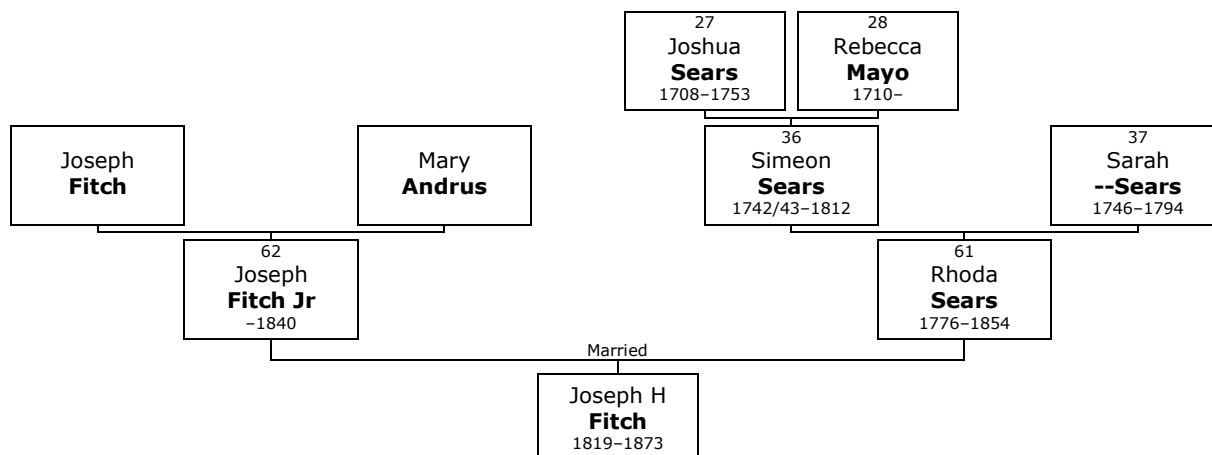 27
Joshua
Sears
1708–1753
28
Rebecca
Mayo
1710–
Joseph
Fitch
Mary
Andrus
36
Simeon
Sears
1742/43–1812
37
Sarah
--Sears
1746–1794
62
Joseph
Fitch Jr
–1840
61
Rhoda
Sears
1776–1854
Married
Joseph H
Fitch
1819–1873